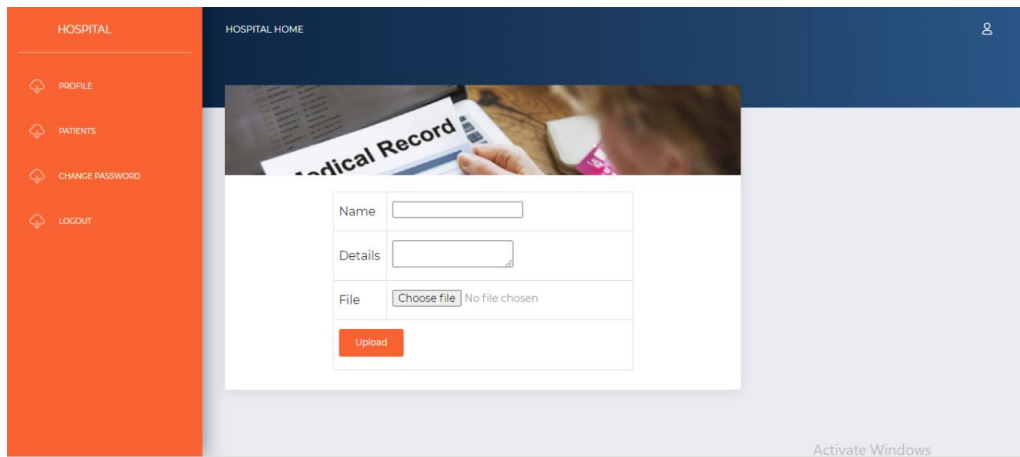 HOSPITAL
PROFILE
PATIENTS
CHANGE PASSWORD
LOGOUT
HOSPITAL HOME
Medical Record
Name
Details
File Choose file No file chosen
Upload
Activate Windows